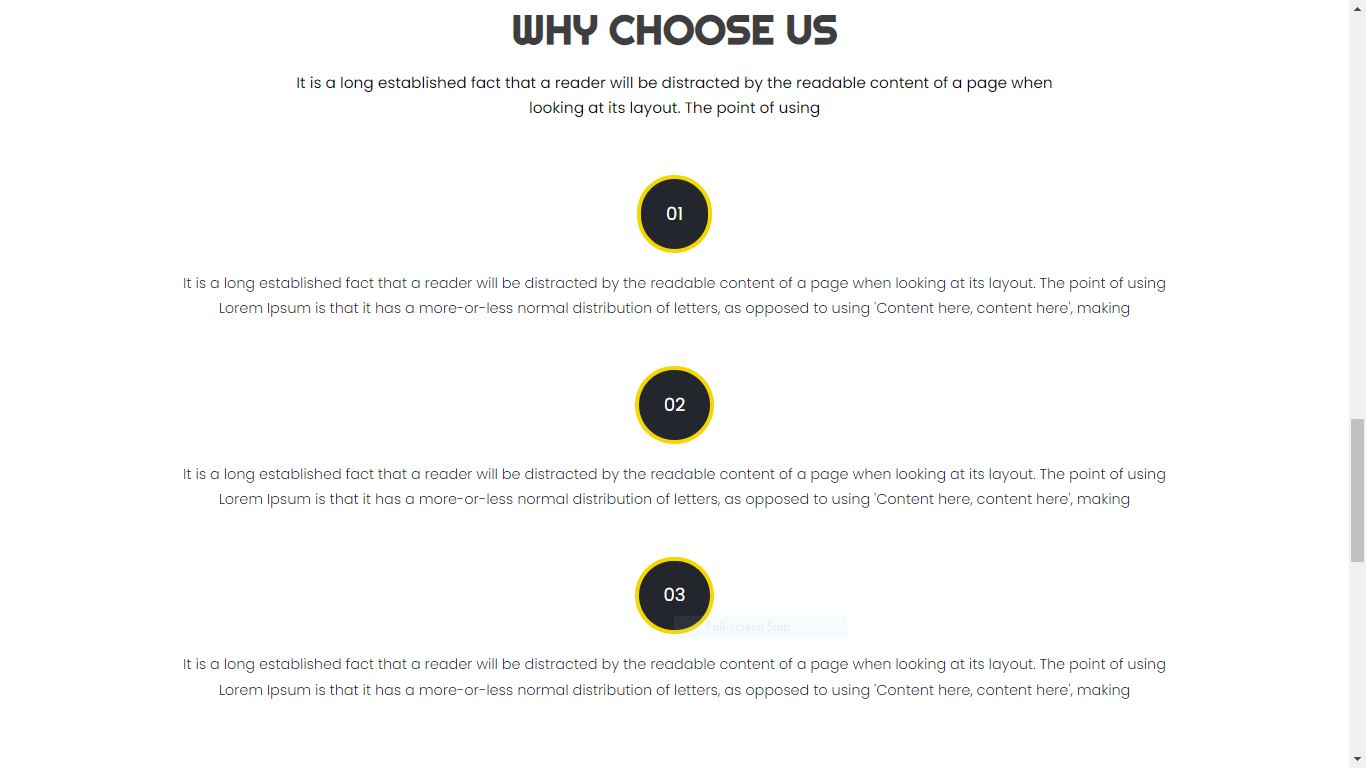 WHY CHOOSE US
It is a long established fact that a reader will be distracted by the readable content of a page when
looking at its layout. The point of using
01
It is a long established fact that a reader will be distracted by the readable content of a page when looking at its layout. The point of using
Lorem Ipsum is that it has a more-or-less normal distribution of letters, as opposed to using 'Content here, content here', making
02
It is a long established fact that a reader will be distracted by the readable content of a page when looking at its layout. The point of using
Lorem Ipsum is that it has a more-or-less normal distribution of letters, as opposed to using 'Content here, content here', making
03
Full-screen Snip
It is a long established fact that a reader will be distracted by the readable content of a page when looking at its layout. The point of using
Lorem Ipsum is that it has a more-or-less normal distribution of letters, as opposed to using 'Content here, content here', making